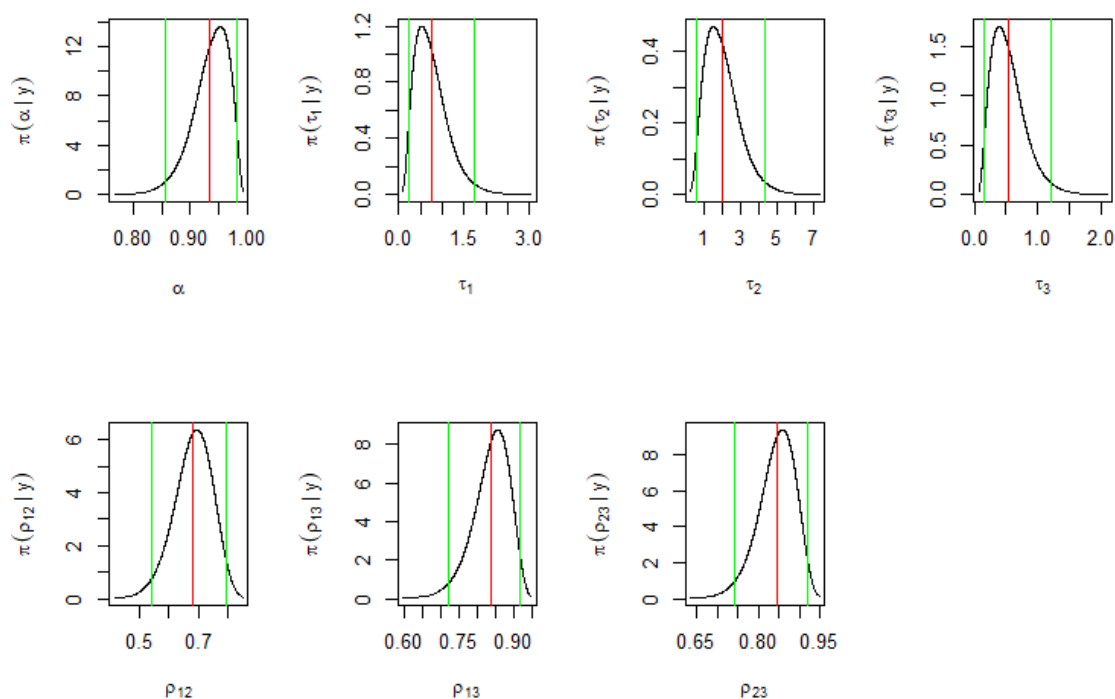 π(α | y)
12
8
4
0
0.80 0.90 1.00
α
π(τ₁ | y)
1.2
0.8
0.4
0.0
0.0 1.5 3.0
τ₁
π(τ₂ | y)
0.4
0.2
0.0
1 3 5 7
τ₂
π(τ₃ | y)
1.5
1.0
0.5
0.0
0.0 1.0 2.0
τ₃
π(ρ₁₂ | y)
6
4
2
0
0.5 0.7
ρ₁₂
π(ρ₁₃ | y)
8
6
4
2
0
0.60 0.75 0.90
ρ₁₃
π(ρ₂₃ | y)
8
6
4
2
0
0.65 0.80 0.95
ρ₂₃